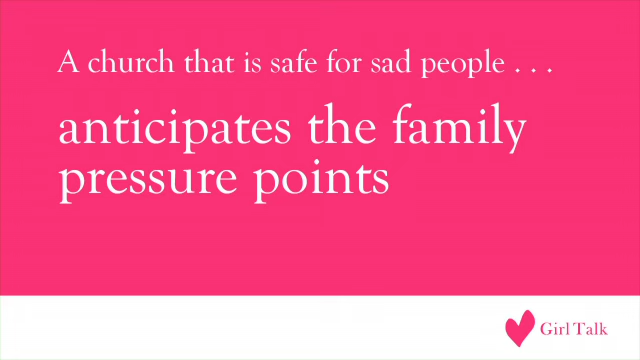 A church that is safe for sad people . . .
anticipates the family
pressure points
Girl Talk